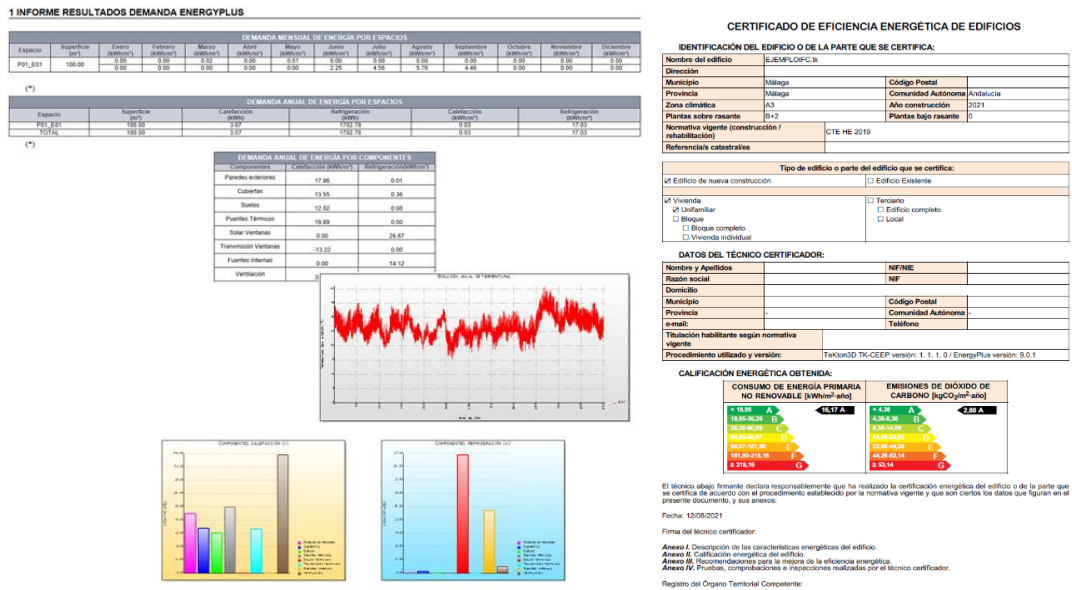 1 INFORME RESULTADOS DEMANDA ENERGYPLUS
DEMANDA MENSUAL DE ENERGÍA POR ESPACIOS
Espacio Superficie (m²) Enero (kWh/m²) Febrero (kWh/m²) Marzo (kWh/m²) Abril (kWh/m²) Mayo (kWh/m²) Junio (kWh/m²) Julio (kWh/m²) Agosto (kWh/m²) Septiembre (kWh/m²) Octubre (kWh/m²) Noviembre (kWh/m²) Diciembre (kWh/m²)
P01_E01 100.00 0.00 0.00 0.02 0.00 0.01 0.00 0.00 0.00 0.00 0.00 0.00 0.00
0.00 0.00 0.00 0.00 0.00 2.25 4.56 5.78 4.46 0.00 0.00 0.00
(*)
DEMANDA ANUAL DE ENERGÍA POR ESPACIOS
Espacio Superficie (m²) Calefacción (kWh) Refrigeración (kWh) Calefacción (kWh/m²) Refrigeración (kWh/m²)
P01_E01 100.00 3.07 1702.78 0.03 17.03
TOTAL 100.00 3.07 1702.78 0.03 17.03
(*)
DEMANDA ANUAL DE ENERGÍA POR COMPONENTES
Componentes Calefacción (kWh/m²) Refrigeración(kWh/m²)
Paredes exteriores 17.96 0.01
Cubiertas 13.55 0.36
Suelos 12.02 0.00
Puentes Térmicos 19.89 0.00
Solar Ventanas 0.00 26.67
Transmisión Ventanas -13.22 0.00
Fuentes Internas 0.00 14.12
Ventilación 3
EVOLUCIÓN ANUAL DE TEMPERATURAS
COMPONENTES CALEFACCIÓN (-)
COMPONENTES REFRIGERACIÓN (+)
CERTIFICADO DE EFICIENCIA ENERGÉTICA DE EDIFICIOS
IDENTIFICACIÓN DEL EDIFICIO O DE LA PARTE QUE SE CERTIFICA:
Nombre del edificio EJEMPLOIFC.tk
Dirección
Municipio Málaga Código Postal
Provincia Málaga Comunidad Autónoma Andalucía
Zona climática A3 Año construcción 2021
Plantas sobre rasante B+2 Plantas bajo rasante 0
Normativa vigente (construcción / rehabilitación) CTE HE 2019
Referencia/s catastral/es
Tipo de edificio o parte del edificio que se certifica:
☑ Edificio de nueva construcción ☐ Edificio Existente
☑ Vivienda ☐ Terciario
☑ Unifamiliar ☐ Edificio completo
☐ Bloque ☐ Local
☐ Bloque completo
☐ Vivienda individual
DATOS DEL TÉCNICO CERTIFICADOR:
Nombre y Apellidos NIF/NIE
Razón social NIF
Domicilio
Municipio Código Postal
Provincia - Comunidad Autónoma -
e-mail: Teléfono
Titulación habilitante según normativa vigente
Procedimiento utilizado y versión: TeKton3D TK-CEEP versión: 1. 1. 1. 0 / EnergyPlus versión: 9.0.1
CALIFICACIÓN ENERGÉTICA OBTENIDA:
CONSUMO DE ENERGÍA PRIMARIA NO RENOVABLE [kWh/m²·año] EMISIONES DE DIÓXIDO DE CARBONO [kgCO₂/m²·año]
< 18,95 A 16,17 A < 4,38 A 2,80 A
B B
C C
D D
E E
181,80-218,16 F 44,28-53,14 F
≥ 218,16 G ≥ 53,14 G
El técnico abajo firmante declara responsablemente que ha realizado la certificación energética del edificio o de la parte que
se certifica de acuerdo con el procedimiento establecido por la normativa vigente y que son ciertos los datos que figuran en el
presente documento, y sus anexos:
Fecha: 12/08/2021
Firma del técnico certificador:
Anexo I. Descripción de las características energéticas del edificio.
Anexo II. Calificación energética del edificio.
Anexo III. Recomendaciones para la mejora de la eficiencia energética.
Anexo IV. Pruebas, comprobaciones e inspecciones realizadas por el técnico certificador.
Registro del Órgano Territorial Competente: